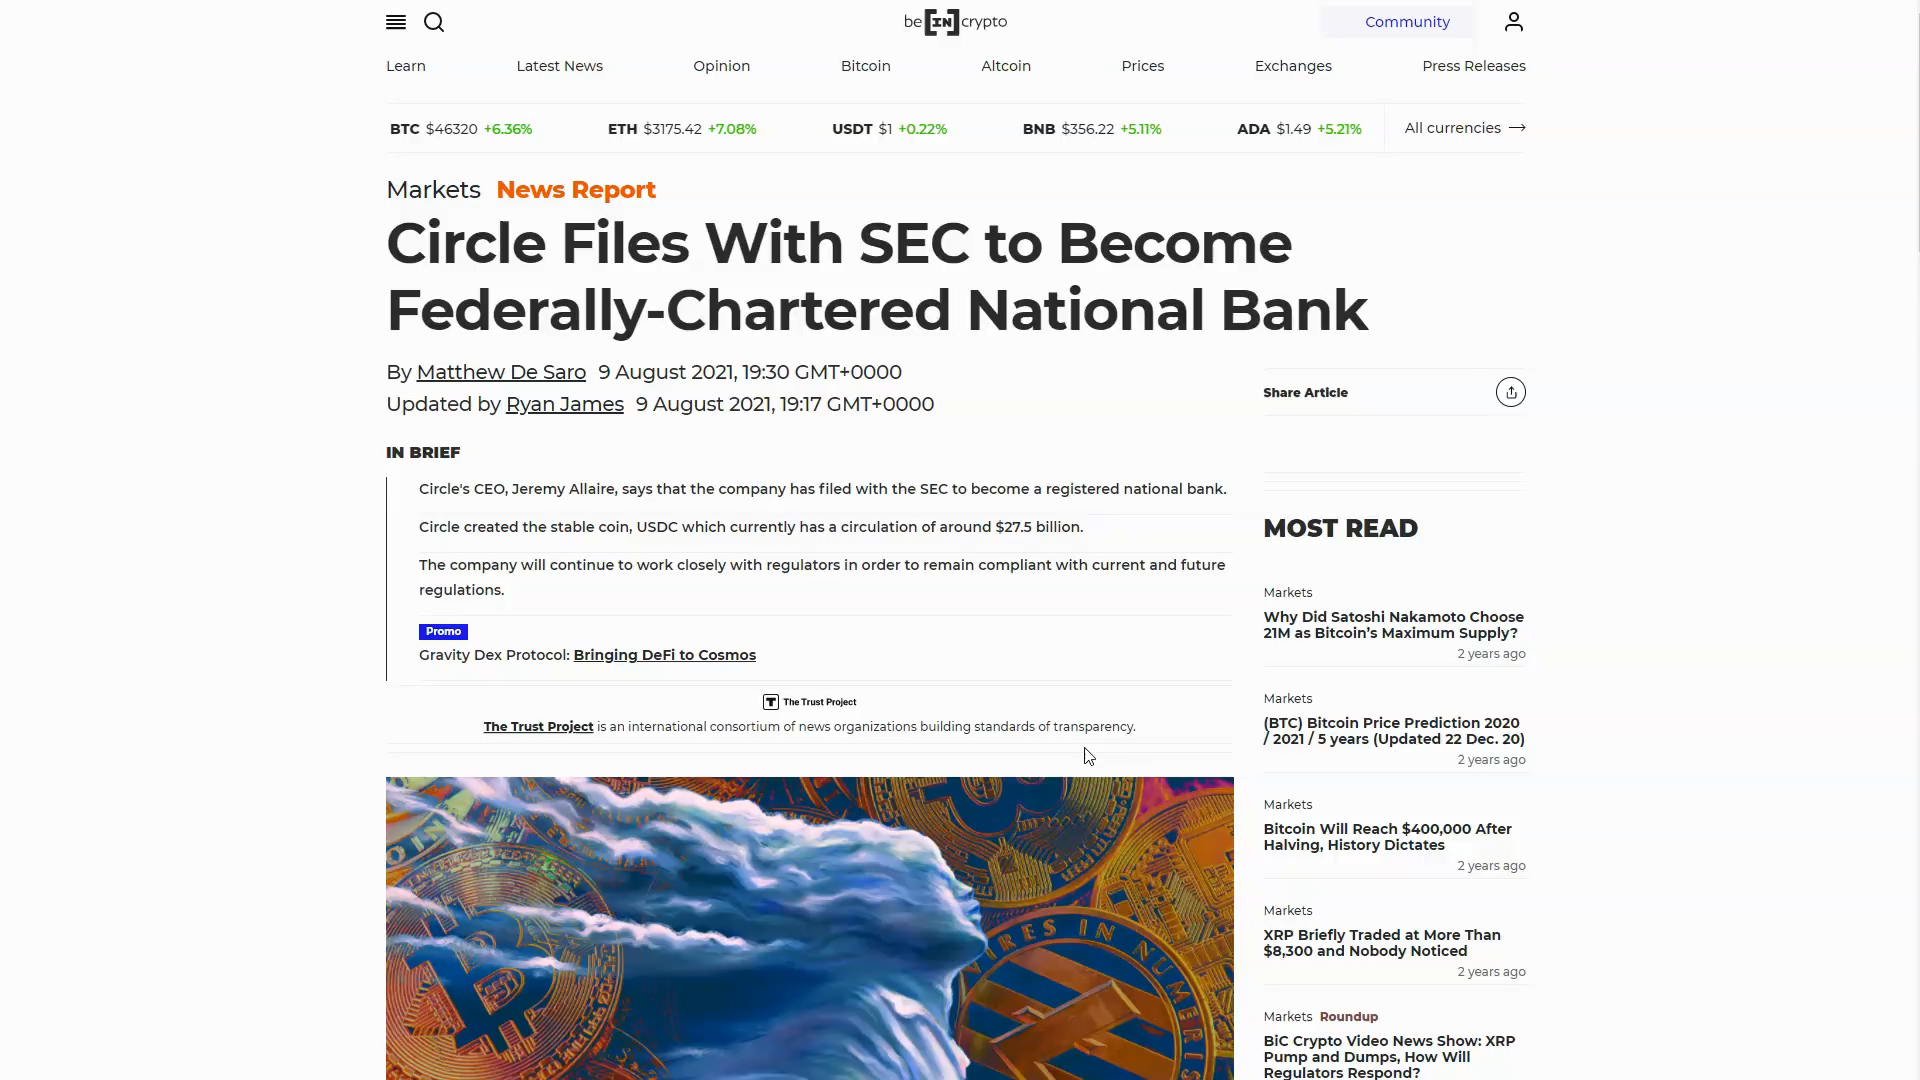 be[IN]crypto
Community
Learn
Latest News
Opinion
Bitcoin
Altcoin
Prices
Exchanges
Press Releases
BTC $46320 +6.36%
ETH $3175.42 +7.08%
USDT $1 +0.22%
BNB $356.22 +5.11%
ADA $1.49 +5.21%
All currencies
Markets News Report
Circle Files With SEC to Become
Federally-Chartered National Bank
By Matthew De Saro 9 August 2021, 19:30 GMT+0000
Updated by Ryan James 9 August 2021, 19:17 GMT+0000
Share Article
IN BRIEF
Circle's CEO, Jeremy Allaire, says that the company has filed with the SEC to become a registered national bank.
Circle created the stable coin, USDC which currently has a circulation of around $27.5 billion.
The company will continue to work closely with regulators in order to remain compliant with current and future
regulations.
Promo
Gravity Dex Protocol: Bringing DeFi to Cosmos
The Trust Project
The Trust Project is an international consortium of news organizations building standards of transparency.
VIRES IN NUMERIS
MOST READ
Markets
Why Did Satoshi Nakamoto Choose
21M as Bitcoin’s Maximum Supply?
2 years ago
Markets
(BTC) Bitcoin Price Prediction 2020
/ 2021 / 5 years (Updated 22 Dec. 20)
2 years ago
Markets
Bitcoin Will Reach $400,000 After
Halving, History Dictates
2 years ago
Markets
XRP Briefly Traded at More Than
$8,300 and Nobody Noticed
2 years ago
Markets Roundup
BiC Crypto Video News Show: XRP
Pump and Dumps, How Will
Regulators Respond?